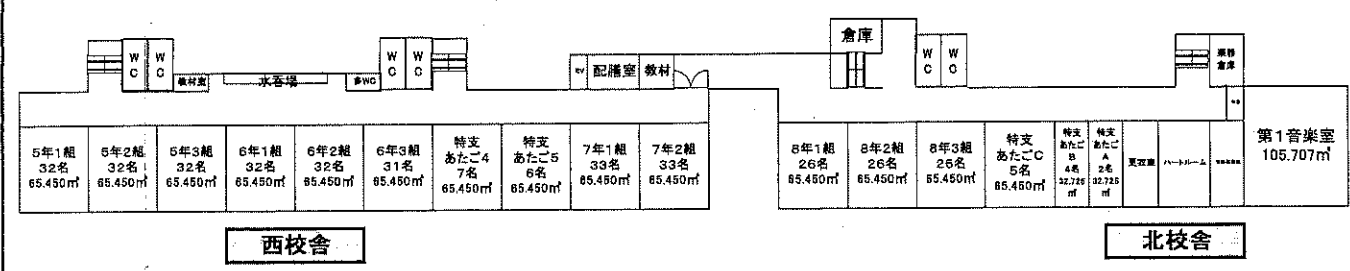 倉庫
W
C
W
C
W
C
W
C
W
C
W
C
楽器
倉庫
教材室
水呑場
多WC
EV
配膳室
教材
5年1組
32名
65.450㎡
5年2組
32名
65.450㎡
5年3組
32名
65.450㎡
6年1組
32名
65.450㎡
6年2組
32名
65.450㎡
6年3組
31名
65.450㎡
特支
あたご4
7名
65.450㎡
特支
あたご5
6名
65.450㎡
7年1組
33名
65.450㎡
7年2組
33名
65.450㎡
8年1組
26名
65.450㎡
8年2組
26名
65.450㎡
8年3組
26名
65.450㎡
特支
あたごC
5名
65.450㎡
特支
あたご
B
4名
32.725
㎡
特支
あたご
A
2名
32.725
㎡
更衣室
ハートルーム
第1音楽室
105.707㎡
西校舎
北校舎